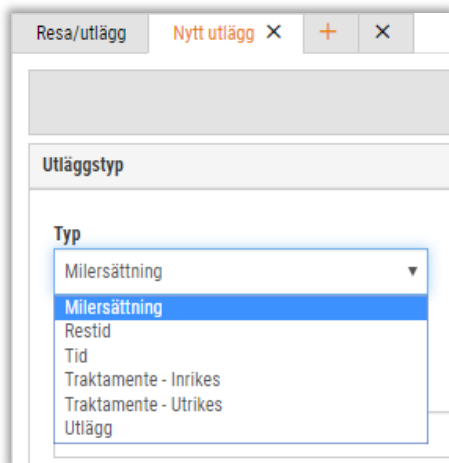 Resa/utlägg Nytt utlägg ✕ + ✕
Utläggstyp
Typ
Milersättning ▼
Milersättning
Restid
Tid
Traktamente - Inrikes
Traktamente - Utrikes
Utlägg